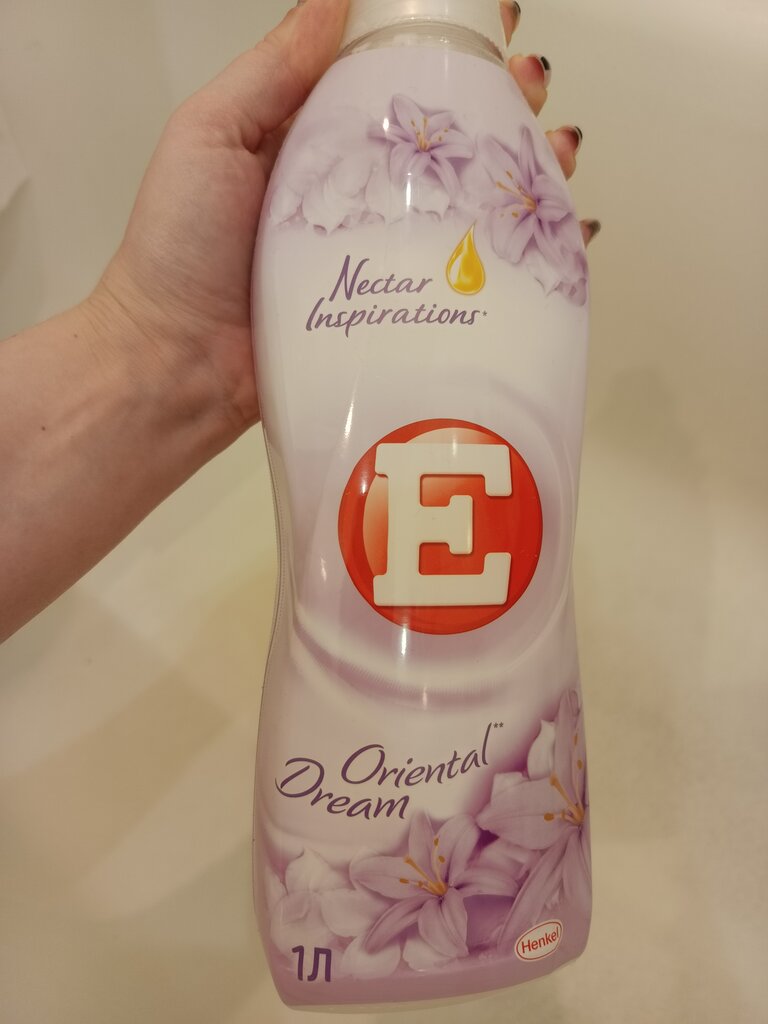 Nectar
Inspirations*
E
Oriental**
Dream
1Л
Henkel